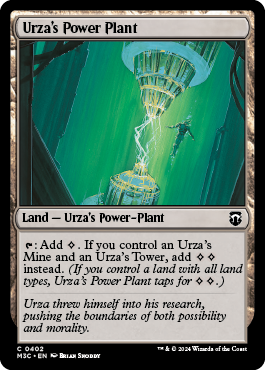 Urza's Power Plant
Land — Urza's Power-Plant
: Add ◇. If you control an Urza's
Mine and an Urza's Tower, add ◇◇
instead. (If you control a land with all land
types, Urza's Power Plant taps for ◇◇.)
Urza threw himself into his research,
pushing the boundaries of both possibility
and morality.
C 0402
M3C • EN Brian Snoddy
™ & © 2024 Wizards of the Coast